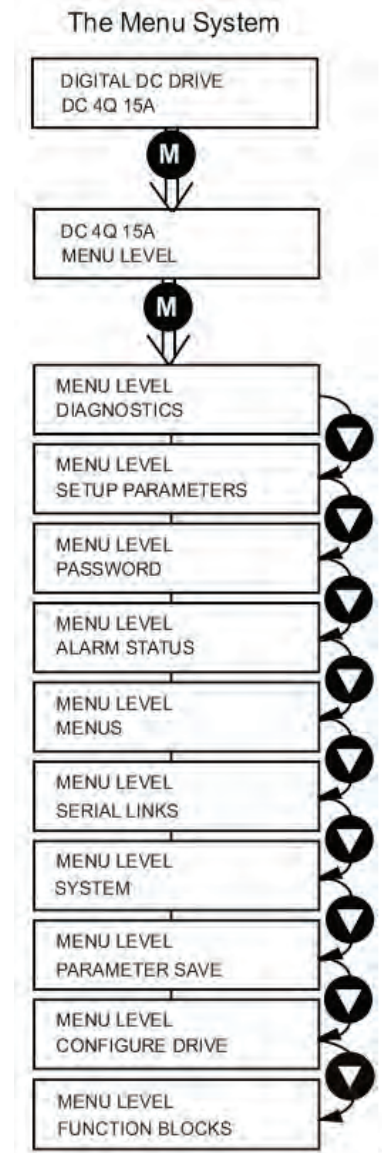 The Menu System
DIGITAL DC DRIVE
DC 4Q 15A
M
DC 4Q 15A
MENU LEVEL
M
MENU LEVEL
DIAGNOSTICS
MENU LEVEL
SETUP PARAMETERS
MENU LEVEL
PASSWORD
MENU LEVEL
ALARM STATUS
MENU LEVEL
MENUS
MENU LEVEL
SERIAL LINKS
MENU LEVEL
SYSTEM
MENU LEVEL
PARAMETER SAVE
MENU LEVEL
CONFIGURE DRIVE
MENU LEVEL
FUNCTION BLOCKS